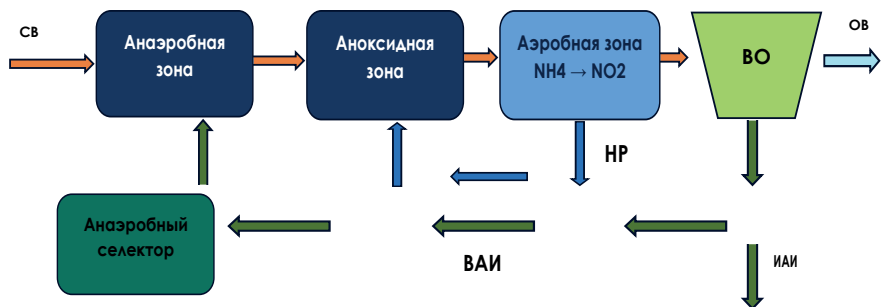 СВ
Анаэробная
зона
Аноксидная
зона
Аэробная зона
NH4 → NO2
ВО
ОВ
НР
Анаэробный
селектор
ВАИ
ИАИ